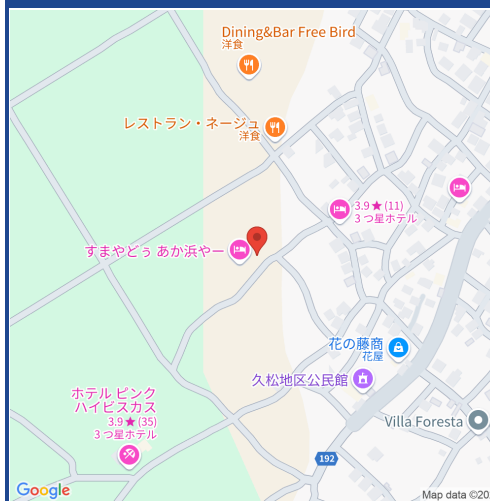 Dining&Bar Free Bird
洋食
レストラン・ネージュ
洋食
3.9★(11)
3 つ星ホテル
すまやどぅ あか浜やー
花の藤商
花屋
久松地区公民館
ホテル ピンク
ハイビスカス
3.9★(35)
3 つ星ホテル
Villa Foresta
192
Google
Map data ©20